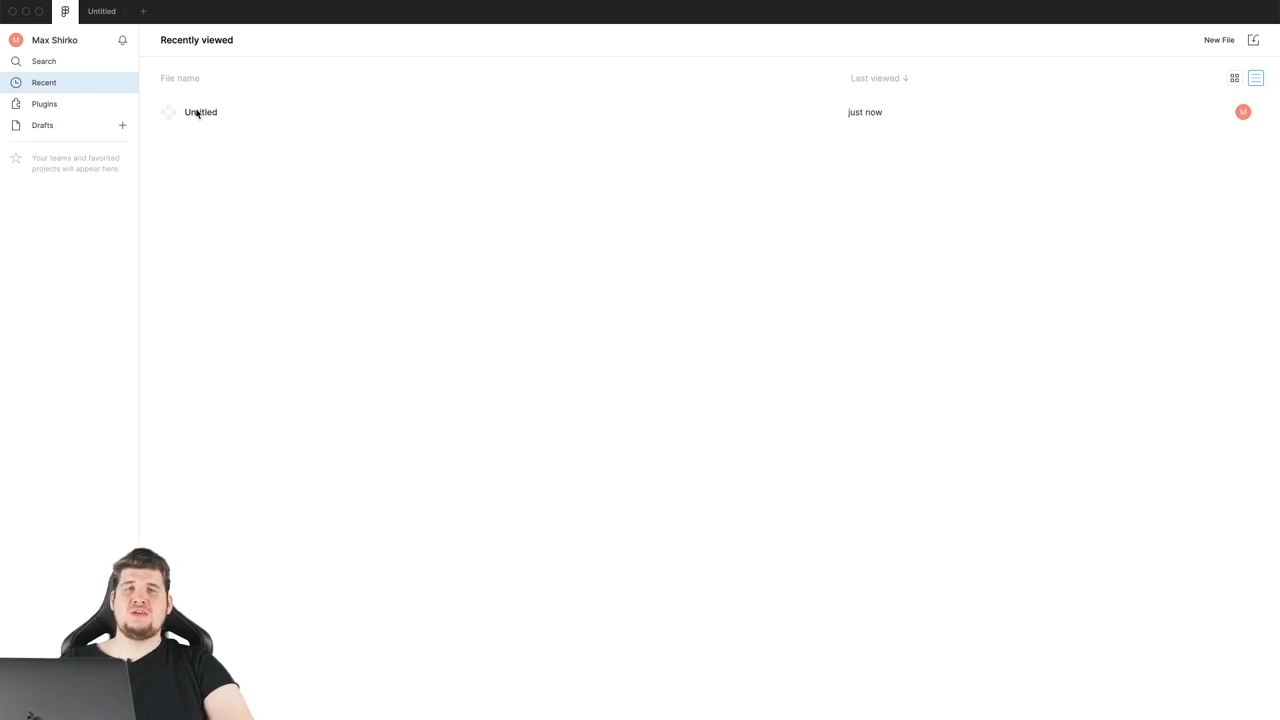 Untitled
Max Shirko
Search
Recent
Plugins
Drafts
Your teams and favorited
projects will appear here.
Recently viewed
New File
File name
Last viewed ↓
Untitled
just now
M
M